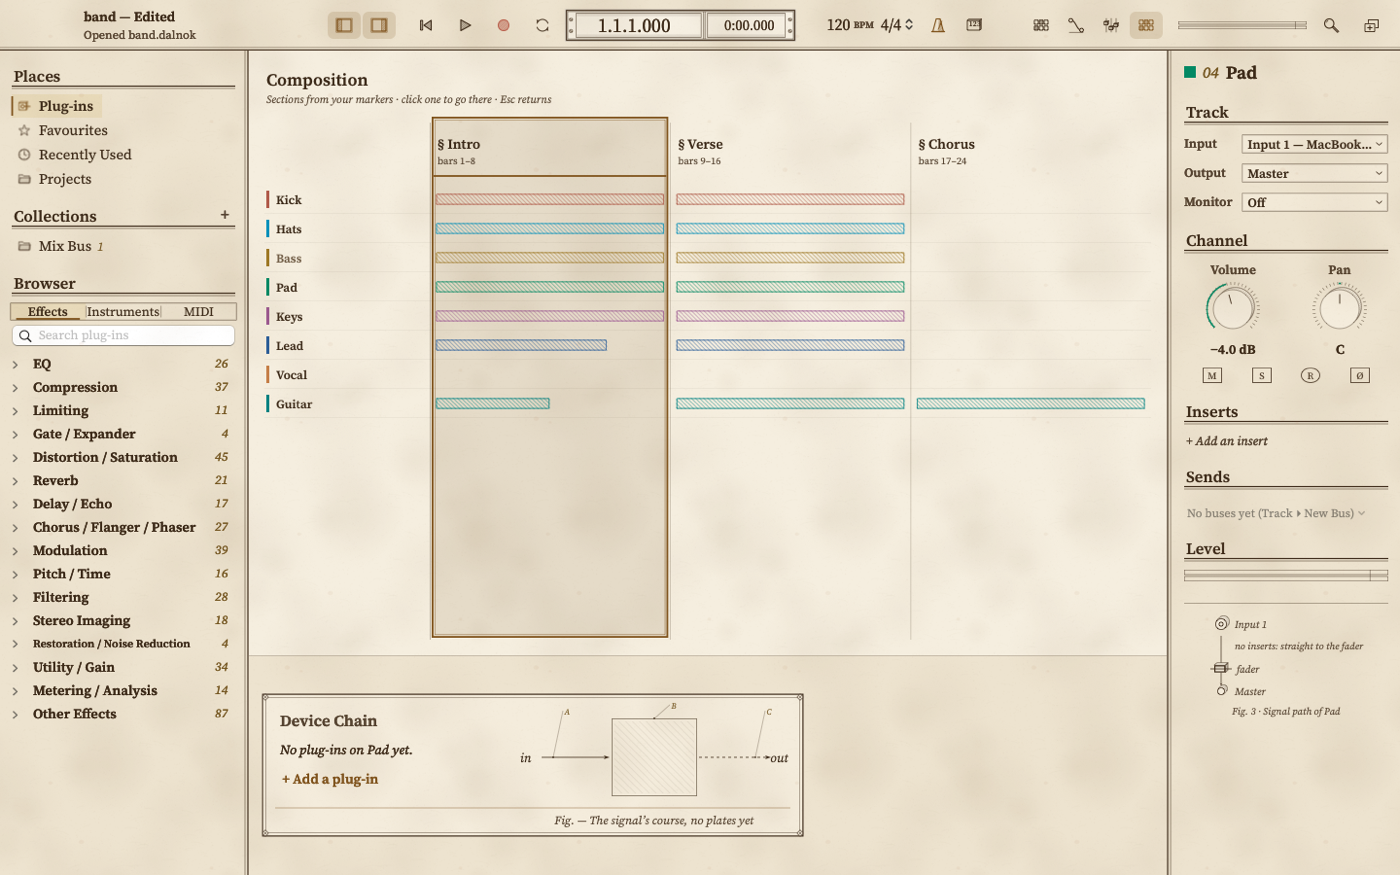 band — Edited
Opened band.dalnok
1.1.1.000
0:00.000
120 BPM 4/4
123
Places
Plug-ins
Favourites
Recently Used
Projects
Collections +
Mix Bus 1
Browser
Effects Instruments MIDI
Search plug-ins
EQ 26
Compression 37
Limiting 11
Gate / Expander 4
Distortion / Saturation 45
Reverb 21
Delay / Echo 17
Chorus / Flanger / Phaser 27
Modulation 39
Pitch / Time 16
Filtering 28
Stereo Imaging 18
Restoration / Noise Reduction 4
Utility / Gain 34
Metering / Analysis 14
Other Effects 87
Composition
Sections from your markers · click one to go there · Esc returns
§ Intro
bars 1–8
§ Verse
bars 9–16
§ Chorus
bars 17–24
Kick
Hats
Bass
Pad
Keys
Lead
Vocal
Guitar
Device Chain
No plug-ins on Pad yet.
+ Add a plug-in
A
B
C
in
out
Fig. — The signal's course, no plates yet
04 Pad
Track
Input Input 1 — MacBook...
Output Master
Monitor Off
Channel
Volume Pan
−4.0 dB C
M S R Ø
Inserts
+ Add an insert
Sends
No buses yet (Track ▸ New Bus)
Level
Input 1
no inserts: straight to the fader
fader
Master
Fig. 3 · Signal path of Pad